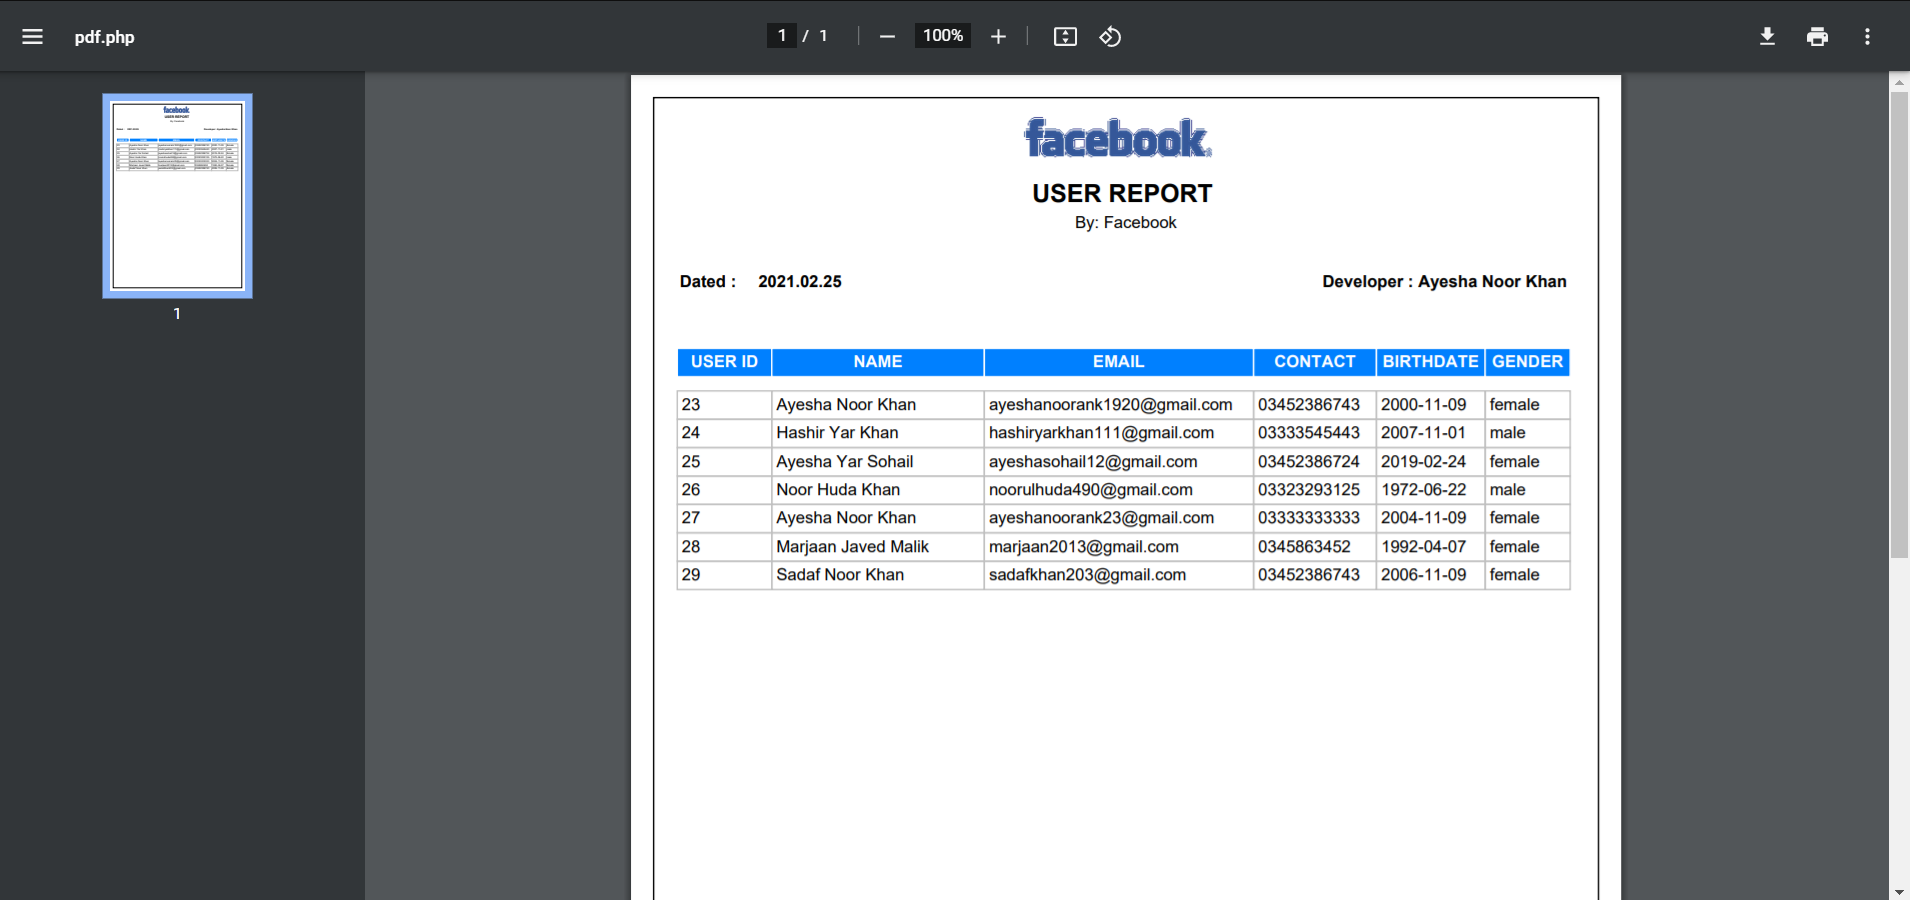 pdf.php
1 / 1
100%
1
facebook
USER REPORT
By: Facebook
Dated : 2021.02.25 Developer : Ayesha Noor Khan
USER ID NAME EMAIL CONTACT BIRTHDATE GENDER
23 Ayesha Noor Khan ayeshanoorank1920@gmail.com 03452386743 2000-11-09 female
24 Hashir Yar Khan hashiryarkhan111@gmail.com 03333545443 2007-11-01 male
25 Ayesha Yar Sohail ayeshasohail12@gmail.com 03452386724 2019-02-24 female
26 Noor Huda Khan noorulhuda490@gmail.com 03323293125 1972-06-22 male
27 Ayesha Noor Khan ayeshanoorank23@gmail.com 03333333333 2004-11-09 female
28 Marjaan Javed Malik marjaan2013@gmail.com 0345863452 1992-04-07 female
29 Sadaf Noor Khan sadafkhan203@gmail.com 03452386743 2006-11-09 female